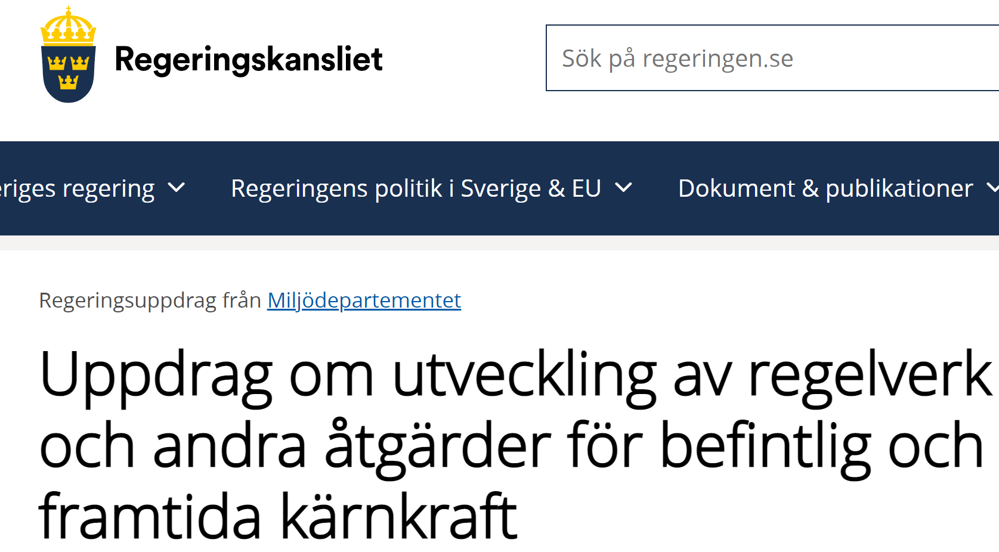 Regeringskansliet
Sök på regeringen.se
eriges regering
Regeringens politik i Sverige & EU
Dokument & publikationer
Regeringsuppdrag från Miljödepartementet
Uppdrag om utveckling av regelverk
och andra åtgärder för befintlig och
framtida kärnkraft